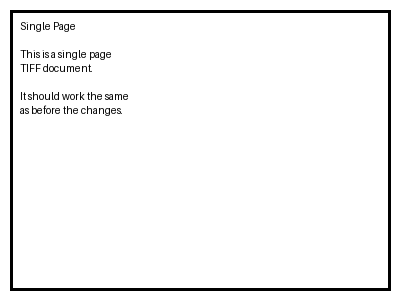 Single Page
This is a single page
TIFF document.
It should work the same
as before the changes.